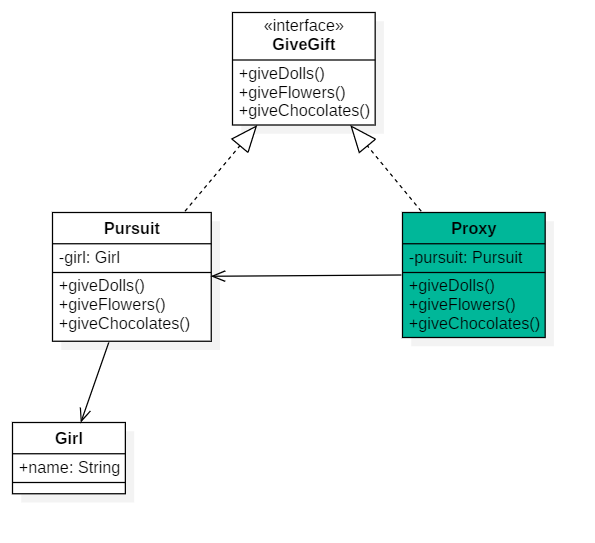 «interface»
GiveGift
+giveDolls()
+giveFlowers()
+giveChocolates()
Pursuit
-girl: Girl
+giveDolls()
+giveFlowers()
+giveChocolates()
Proxy
-pursuit: Pursuit
+giveDolls()
+giveFlowers()
+giveChocolates()
Girl
+name: String